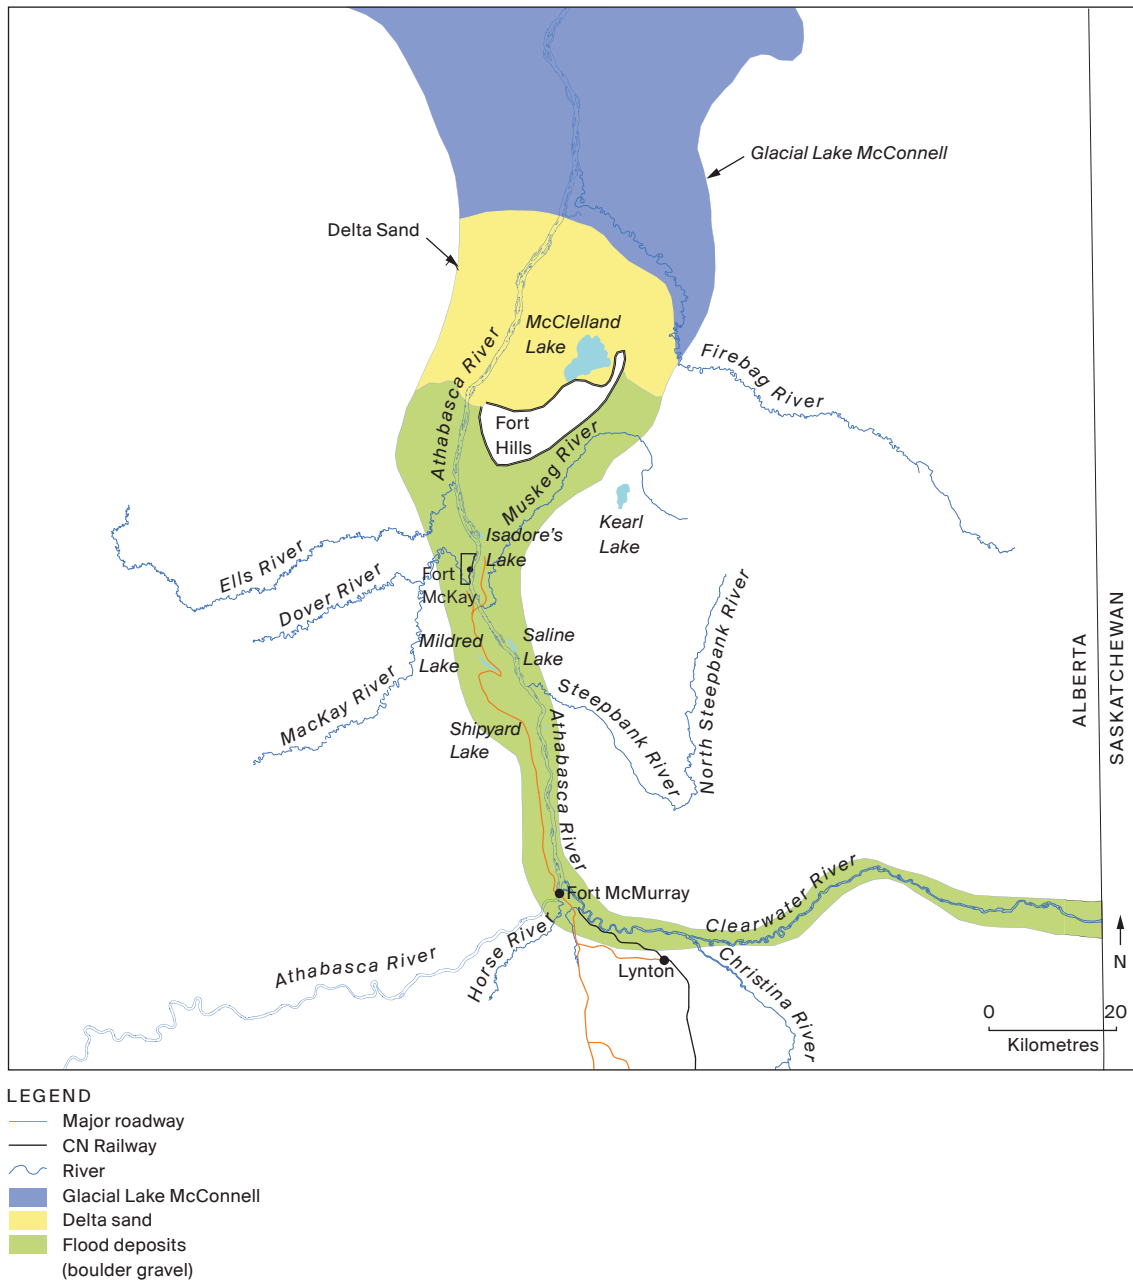 Glacial Lake McConnell
Delta Sand
McClelland
Lake
Athabasca River
Firebag River
Fort
Hills
Muskeg River
Kearl
Lake
Isadore's
Lake
Ells River
Dover River
Fort
McKay
Mildred
Lake
Saline
Lake
MacKay River
Steepbank River
North Steepbank River
Shipyard
Lake
Athabasca River
ALBERTA
SASKATCHEWAN
Fort McMurray
Clearwater River
Athabasca River
Horse River
Lynton
Christina River
N
0 20
Kilometres
LEGEND
Major roadway
CN Railway
River
Glacial Lake McConnell
Delta sand
Flood deposits
(boulder gravel)